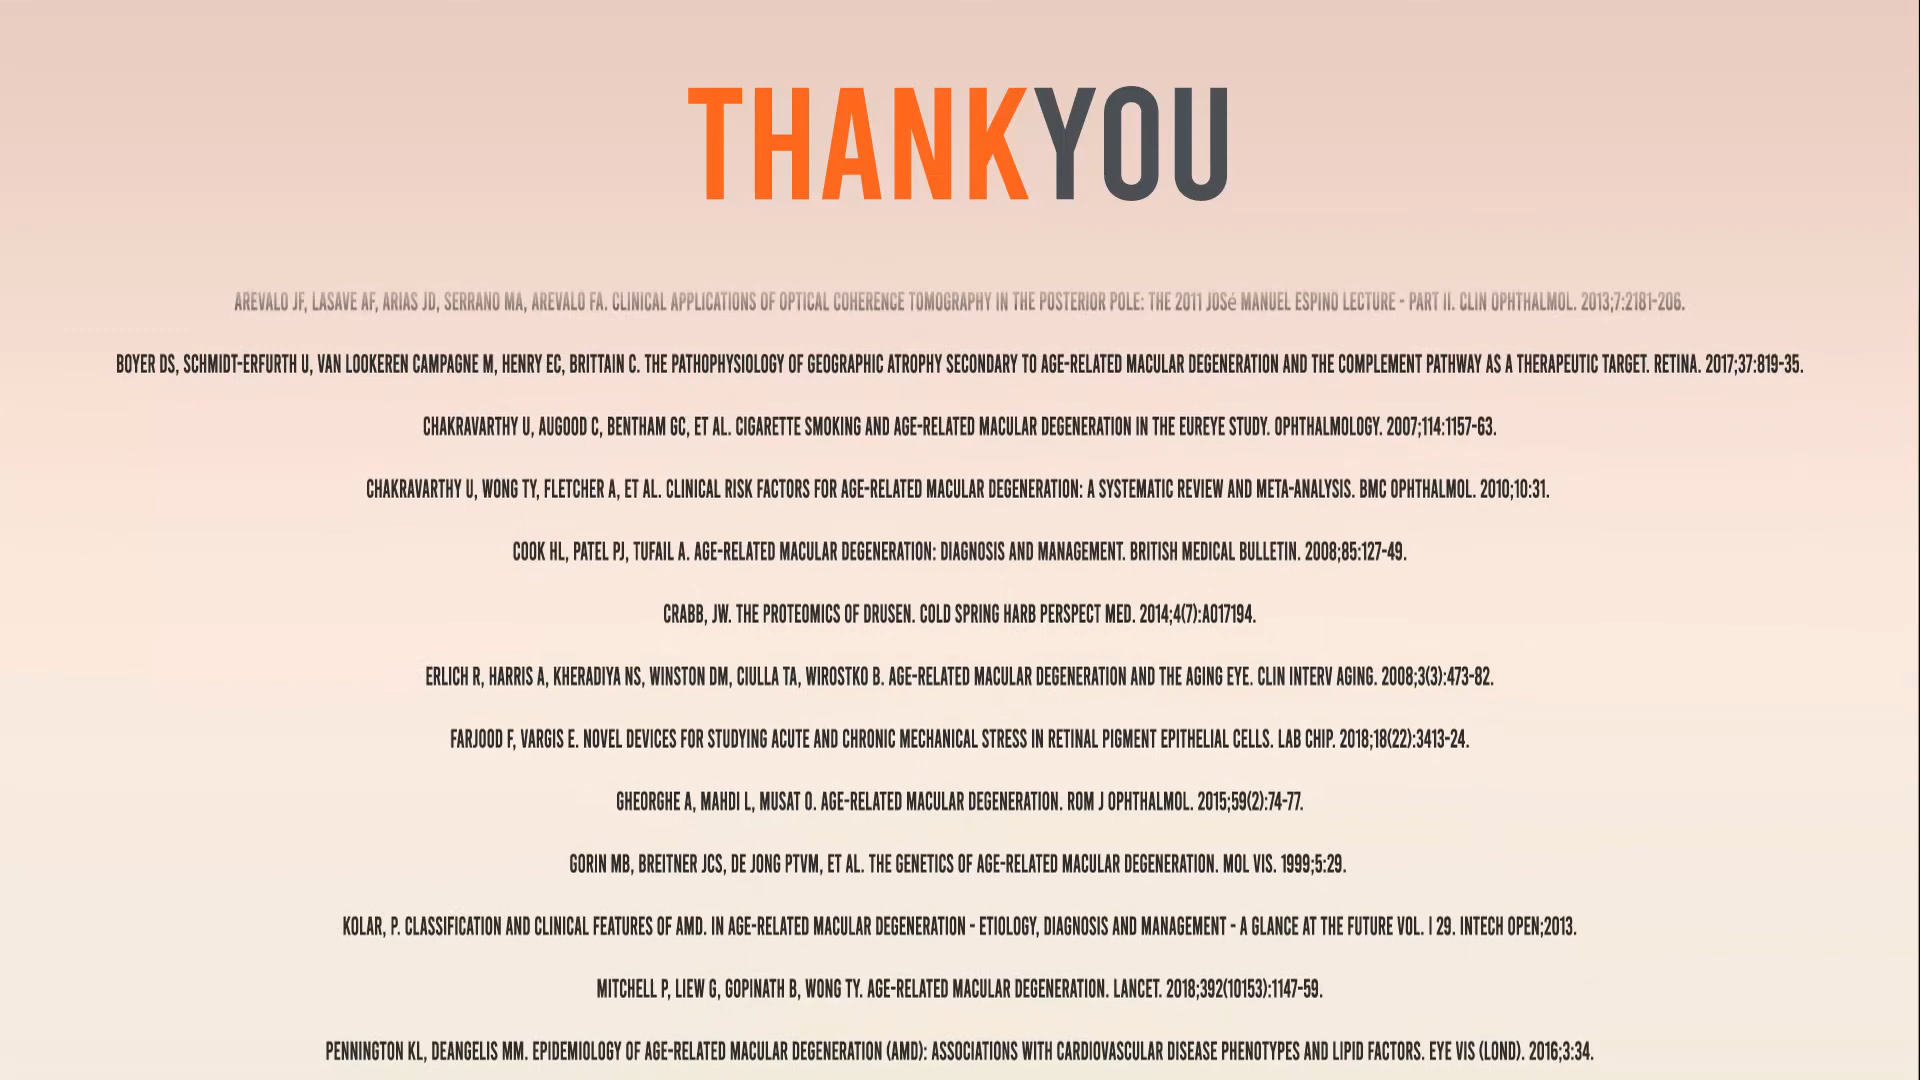 THANKYOU
AREVALO JF, LASAVE AF, ARIAS JD, SERRANO MA, AREVALO FA. CLINICAL APPLICATIONS OF OPTICAL COHERENCE TOMOGRAPHY IN THE POSTERIOR POLE: THE 2011 JOSé MANUEL ESPINO LECTURE - PART II. CLIN OPHTHALMOL. 2013;7:2181-206.
BOYER DS, SCHMIDT-ERFURTH U, VAN LOOKEREN CAMPAGNE M, HENRY EC, BRITTAIN C. THE PATHOPHYSIOLOGY OF GEOGRAPHIC ATROPHY SECONDARY TO AGE-RELATED MACULAR DEGENERATION AND THE COMPLEMENT PATHWAY AS A THERAPEUTIC TARGET. RETINA. 2017;37:819-35.
CHAKRAVARTHY U, AUGOOD C, BENTHAM GC, ET AL. CIGARETTE SMOKING AND AGE-RELATED MACULAR DEGENERATION IN THE EUREYE STUDY. OPHTHALMOLOGY. 2007;114:1157-63.
CHAKRAVARTHY U, WONG TY, FLETCHER A, ET AL. CLINICAL RISK FACTORS FOR AGE-RELATED MACULAR DEGENERATION: A SYSTEMATIC REVIEW AND META-ANALYSIS. BMC OPHTHALMOL. 2010;10:31.
COOK HL, PATEL PJ, TUFAIL A. AGE-RELATED MACULAR DEGENERATION: DIAGNOSIS AND MANAGEMENT. BRITISH MEDICAL BULLETIN. 2008;85:127-49.
CRABB, JW. THE PROTEOMICS OF DRUSEN. COLD SPRING HARB PERSPECT MED. 2014;4(7):A017194.
ERLICH R, HARRIS A, KHERADIYA NS, WINSTON DM, CIULLA TA, WIROSTKO B. AGE-RELATED MACULAR DEGENERATION AND THE AGING EYE. CLIN INTERV AGING. 2008;3(3):473-82.
FARJOOD F, VARGIS E. NOVEL DEVICES FOR STUDYING ACUTE AND CHRONIC MECHANICAL STRESS IN RETINAL PIGMENT EPITHELIAL CELLS. LAB CHIP. 2018;18(22):3413-24.
GHEORGHE A, MAHDI L, MUSAT O. AGE-RELATED MACULAR DEGENERATION. ROM J OPHTHALMOL. 2015;59(2):74-77.
GORIN MB, BREITNER JCS, DE JONG PTVM, ET AL. THE GENETICS OF AGE-RELATED MACULAR DEGENERATION. MOL VIS. 1999;5:29.
KOLAR, P. CLASSIFICATION AND CLINICAL FEATURES OF AMD. IN AGE-RELATED MACULAR DEGENERATION - ETIOLOGY, DIAGNOSIS AND MANAGEMENT - A GLANCE AT THE FUTURE VOL. I 29. INTECH OPEN;2013.
MITCHELL P, LIEW G, GOPINATH B, WONG TY. AGE-RELATED MACULAR DEGENERATION. LANCET. 2018;392(10153):1147-59.
PENNINGTON KL, DEANGELIS MM. EPIDEMIOLOGY OF AGE-RELATED MACULAR DEGENERATION (AMD): ASSOCIATIONS WITH CARDIOVASCULAR DISEASE PHENOTYPES AND LIPID FACTORS. EYE VIS (LOND). 2016;3:34.